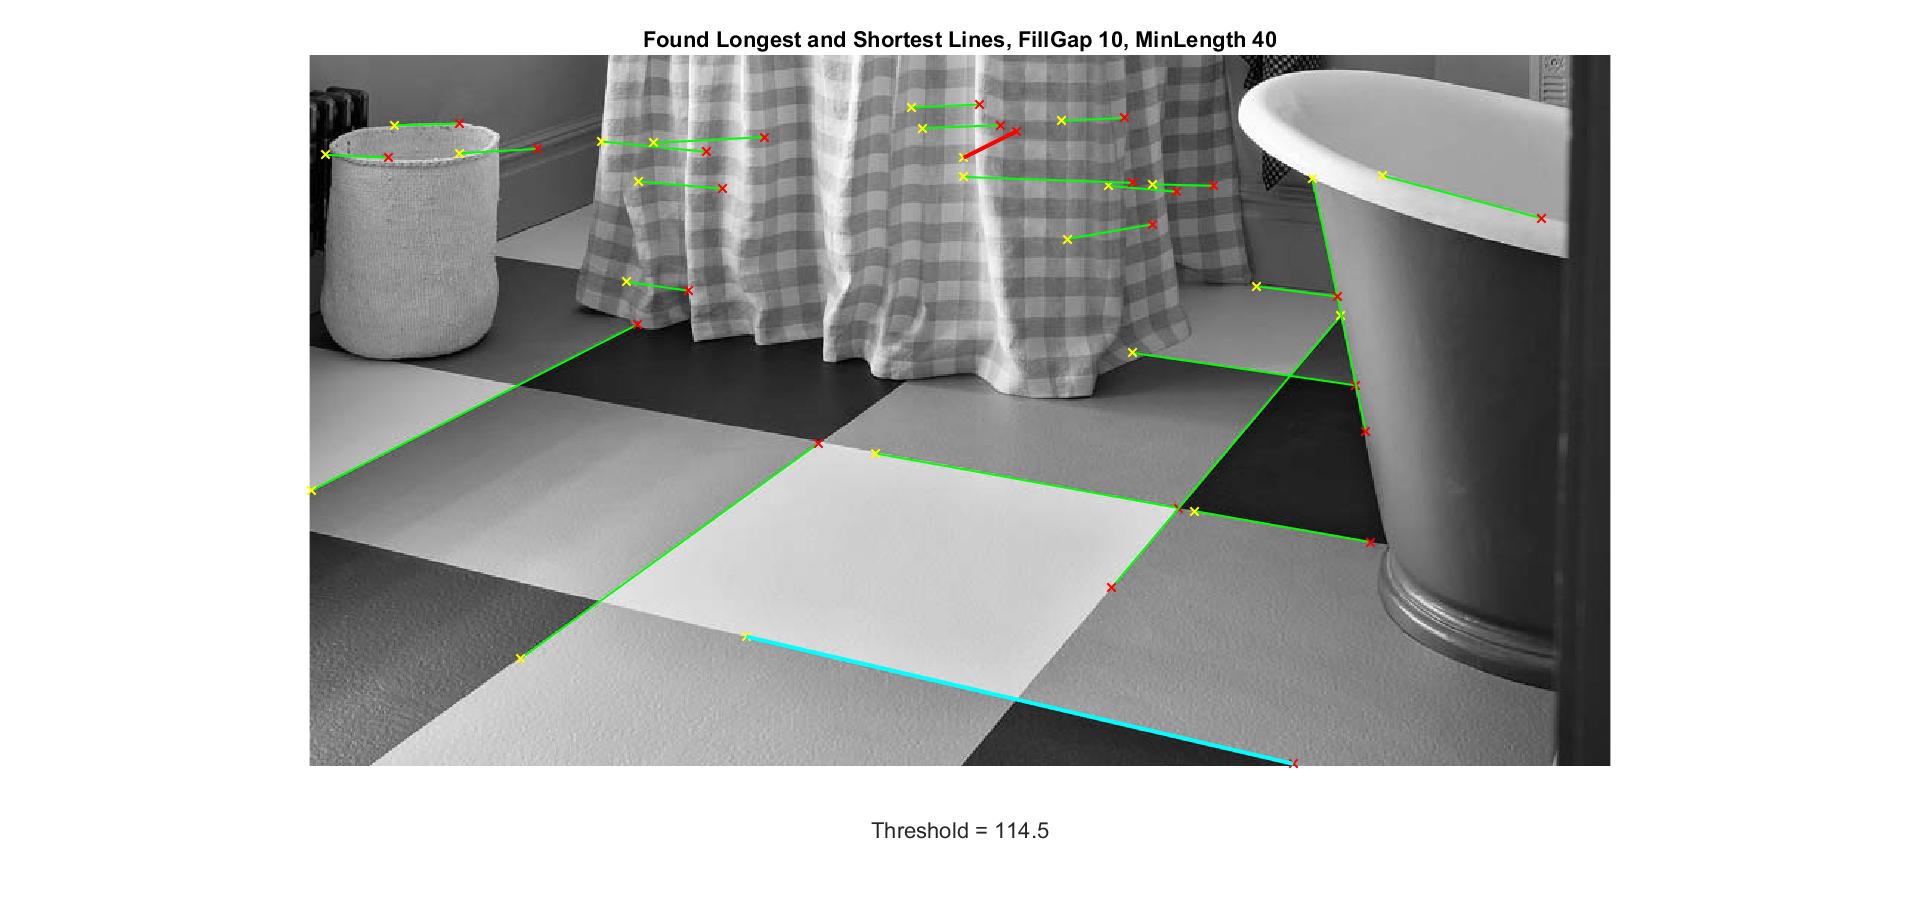 Found Longest and Shortest Lines, FillGap 10, MinLength 40
Threshold = 114.5